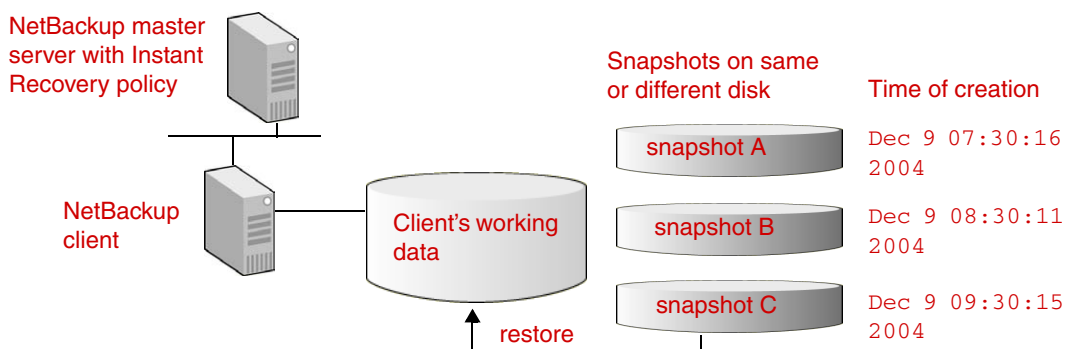 NetBackup master
server with Instant
Recovery policy
Snapshots on same
or different disk
Time of creation
snapshot A
Dec 9 07:30:16
2004
NetBackup
client
Client's working
data
snapshot B
Dec 9 08:30:11
2004
snapshot C
Dec 9 09:30:15
2004
restore